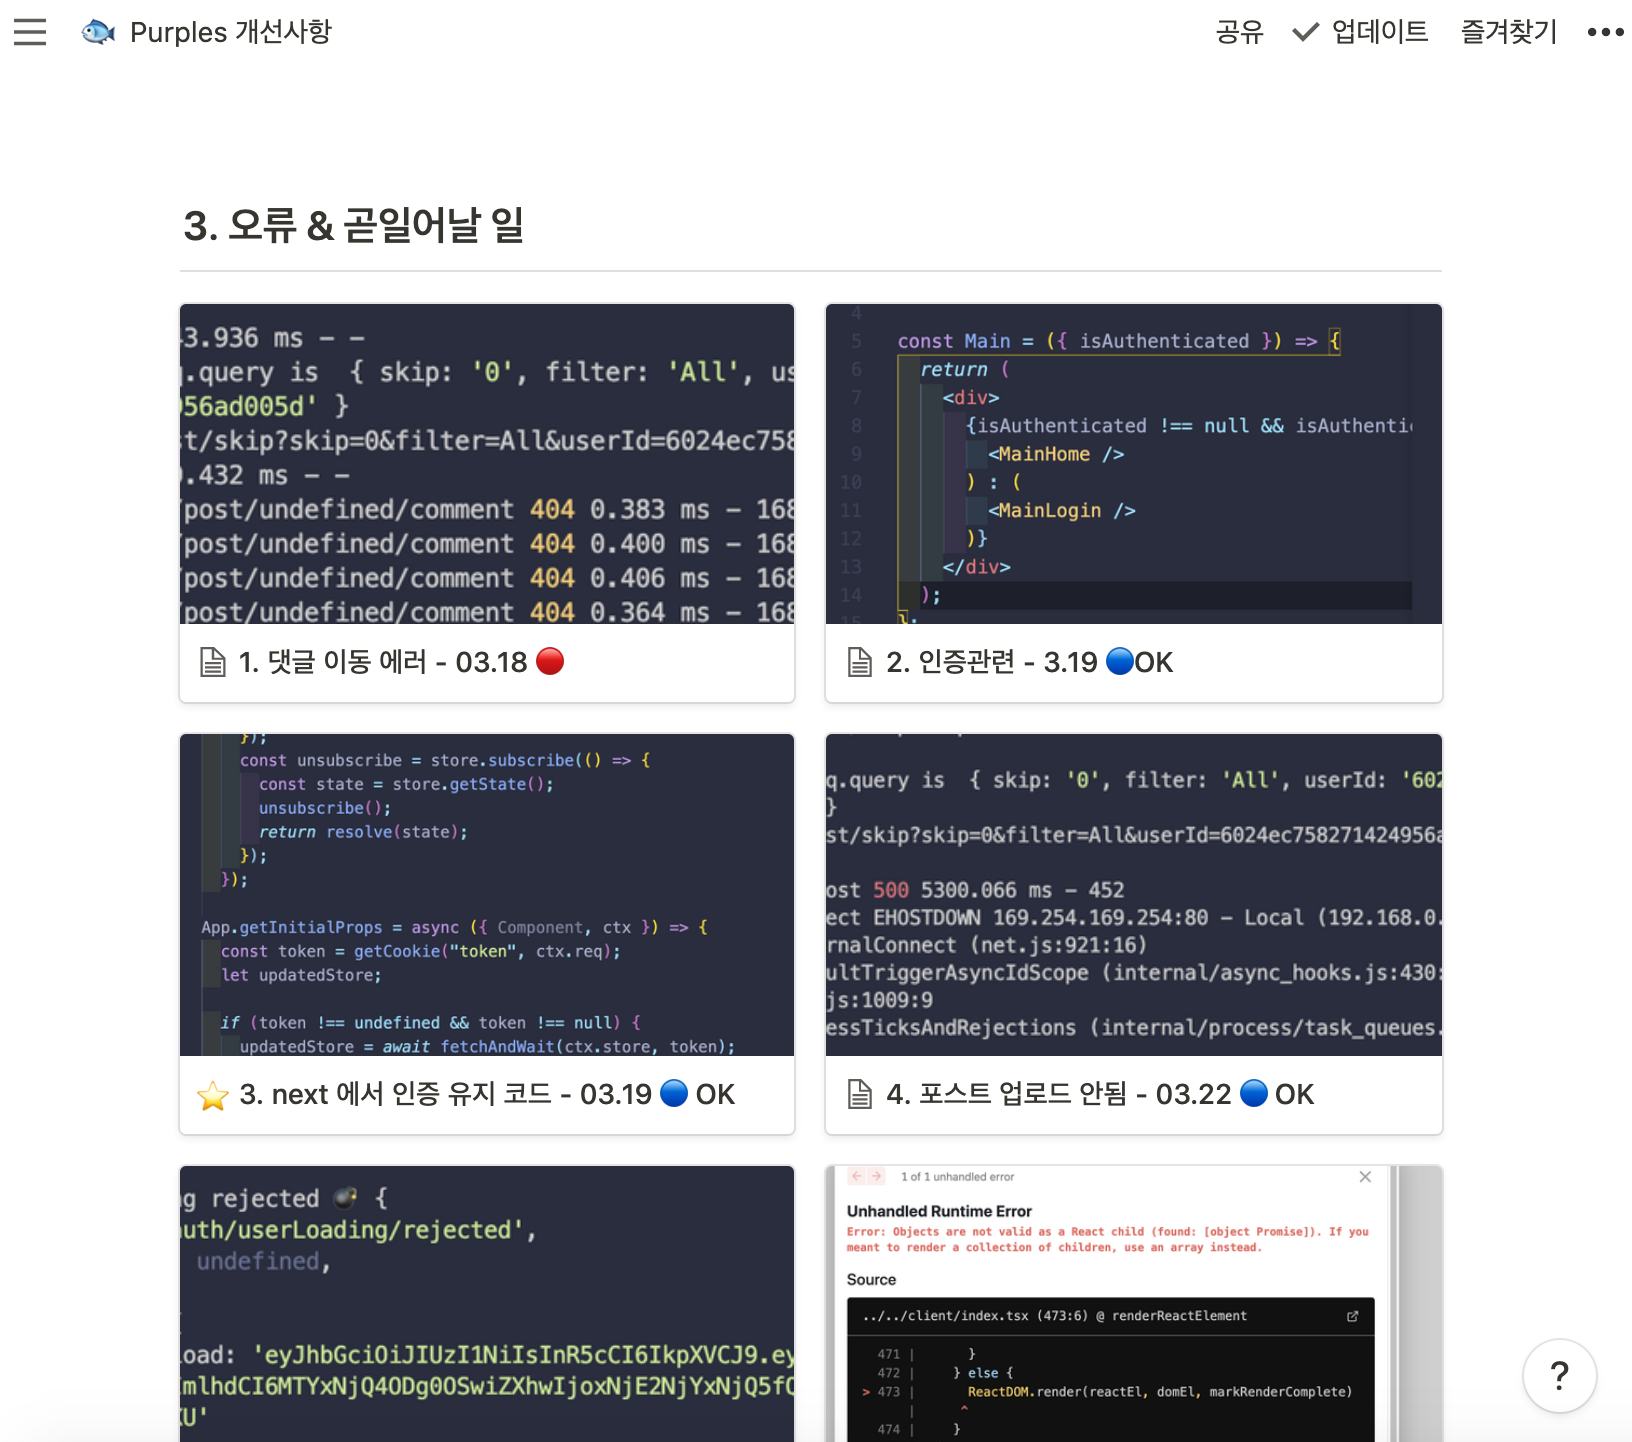 Purples 개선사항
공유 업데이트 즐겨찾기
3. 오류 & 곧일어날 일
3.936 ms – –
.query is { skip: '0', filter: 'All', us
56ad005d' }
st/skip?skip=0&filter=All&userId=6024ec758
.432 ms – –
/post/undefined/comment 404 0.383 ms – 168
/post/undefined/comment 404 0.400 ms – 168
/post/undefined/comment 404 0.406 ms – 168
/post/undefined/comment 404 0.364 ms – 168
1. 댓글 이동 에러 - 03.18 🔴
4
5 const Main = ({ isAuthenticated }) => {
6 return (
7 <div>
8 {isAuthenticated !== null && isAuthentic
9 <MainHome />
10 ) : (
11 <MainLogin />
12 )}
13 </div>
14 );
15 };
2. 인증관련 - 3.19 🔵OK
});
const unsubscribe = store.subscribe(() => {
const state = store.getState();
unsubscribe();
return resolve(state);
});
});
App.getInitialProps = async ({ Component, ctx }) => {
const token = getCookie("token", ctx.req);
let updatedStore;
if (token !== undefined && token !== null) {
updatedStore = await fetchAndWait(ctx.store, token);
⭐ 3. next 에서 인증 유지 코드 - 03.19 🔵 OK
q.query is { skip: '0', filter: 'All', userId: '602
}
st/skip?skip=0&filter=All&userId=6024ec758271424956a
ost 500 5300.066 ms – 452
ect EHOSTDOWN 169.254.169.254:80 – Local (192.168.0.
rnalConnect (net.js:921:16)
ultTriggerAsyncIdScope (internal/async_hooks.js:430:
js:1009:9
essTicksAndRejections (internal/process/task_queues.
4. 포스트 업로드 안됨 - 03.22 🔵 OK
g rejected 💣 {
uth/userLoading/rejected',
undefined,
oad: 'eyJhbGciOiJIUzI1NiIsInR5cCI6IkpXVCJ9.ey
mlhdCI6MTYxNjQ4ODg0OSwiZXhwIjoxNjE2NjYxNjQ5fQ
U'
1 of 1 unhandled error
Unhandled Runtime Error
Error: Objects are not valid as a React child (found: [object Promise]). If you
meant to render a collection of children, use an array instead.
Source
../../client/index.tsx (473:6) @ renderReactElement
471 | }
472 | } else {
> 473 | ReactDOM.render(reactEl, domEl, markRenderComplete)
| ^
474 | }
?